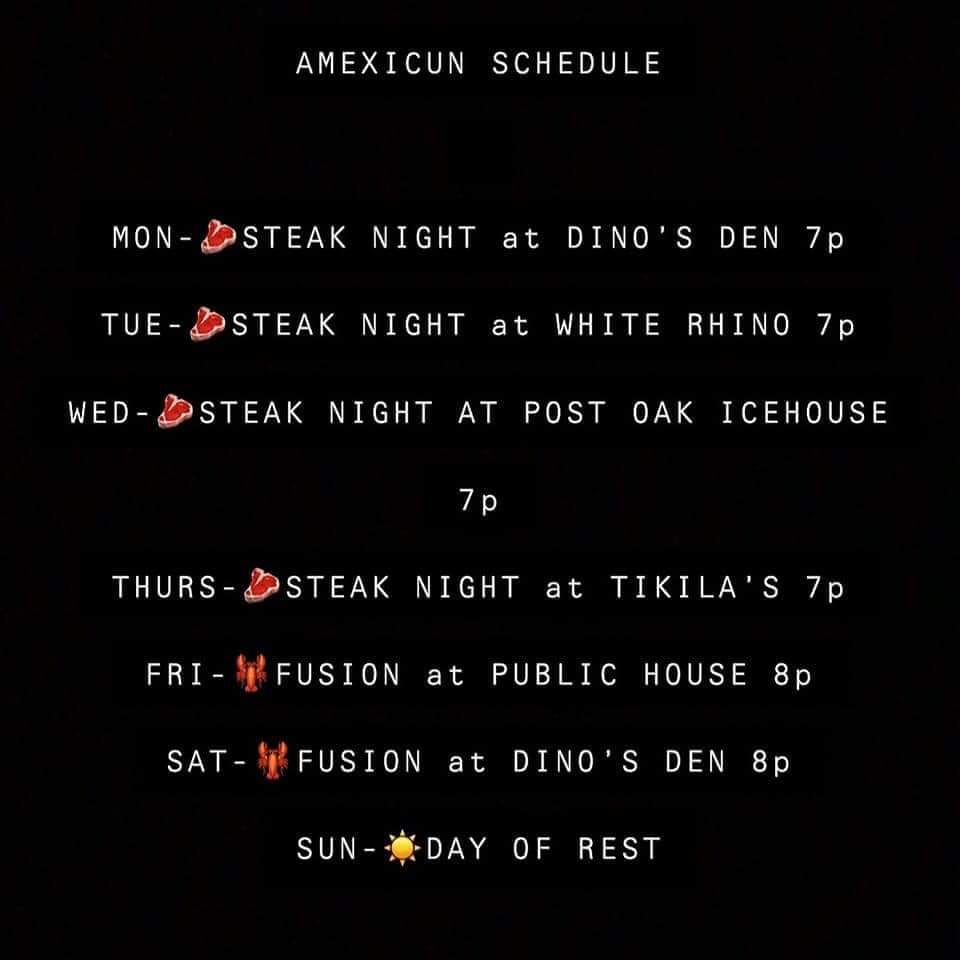 AMEXICUN SCHEDULE
MON-🥩STEAK NIGHT at DINO’S DEN 7p
TUE-🥩STEAK NIGHT at WHITE RHINO 7p
WED-🥩STEAK NIGHT AT POST OAK ICEHOUSE
7p
THURS-🥩STEAK NIGHT at TIKILA'S 7p
FRI-🦞FUSION at PUBLIC HOUSE 8p
SAT-🦞FUSION at DINO’S DEN 8p
SUN-☀️DAY OF REST